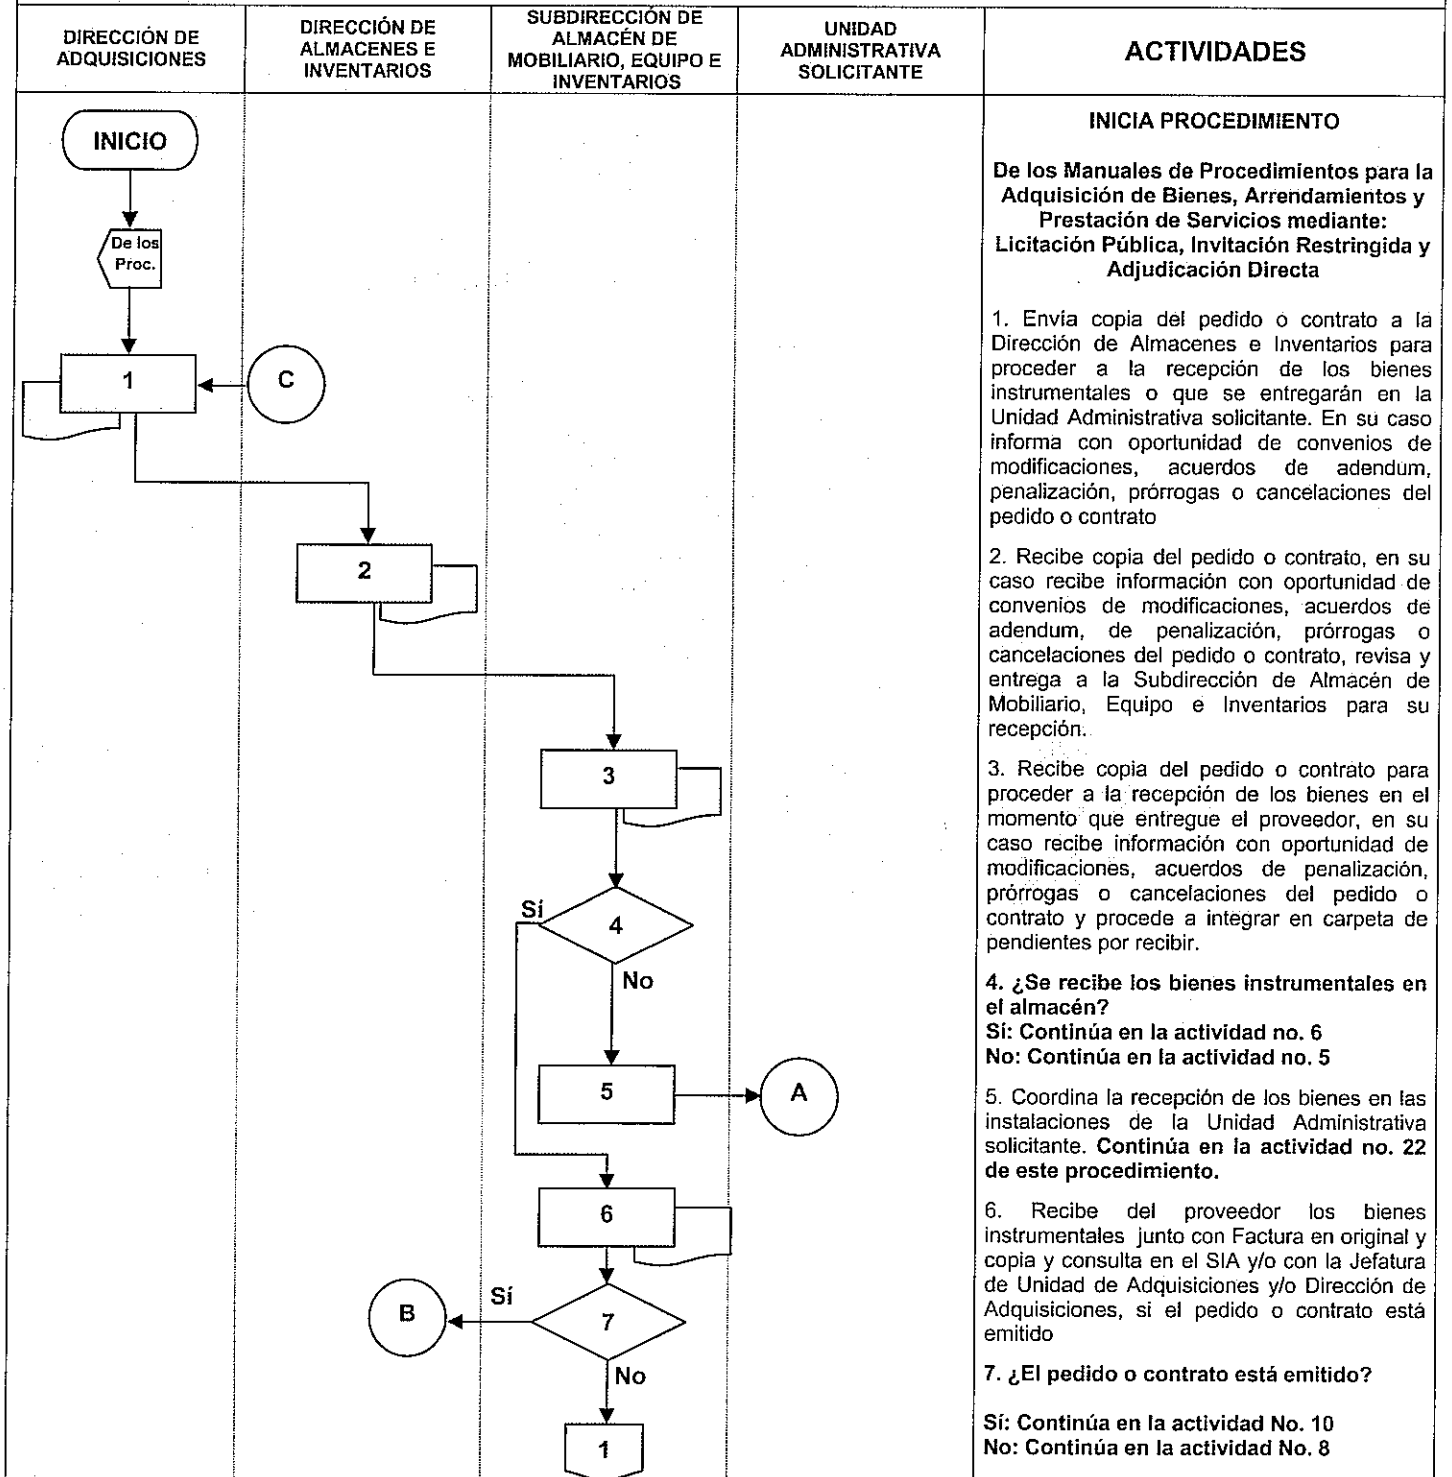 DIRECCIÓN DE
ADQUISICIONES
DIRECCIÓN DE
ALMACENES E
INVENTARIOS
SUBDIRECCIÓN DE
ALMACÉN DE
MOBILIARIO, EQUIPO E
INVENTARIOS
UNIDAD
ADMINISTRATIVA
SOLICITANTE
ACTIVIDADES
INICIO
De los
Proc.
1
C
2
3
Sí
4
No
5
A
6
Sí
B
7
No
1
INICIA PROCEDIMIENTO
De los Manuales de Procedimientos para la
Adquisición de Bienes, Arrendamientos y
Prestación de Servicios mediante:
Licitación Pública, Invitación Restringida y
Adjudicación Directa
1. Envía copia del pedido o contrato a la
Dirección de Almacenes e Inventarios para
proceder a la recepción de los bienes
instrumentales o que se entregarán en la
Unidad Administrativa solicitante. En su caso
informa con oportunidad de convenios de
modificaciones, acuerdos de adendum,
penalización, prórrogas o cancelaciones del
pedido o contrato
2. Recibe copia del pedido o contrato, en su
caso recibe información con oportunidad de
convenios de modificaciones, acuerdos de
adendum, de penalización, prórrogas o
cancelaciones del pedido o contrato, revisa y
entrega a la Subdirección de Almacén de
Mobiliario, Equipo e Inventarios para su
recepción.
3. Recibe copia del pedido o contrato para
proceder a la recepción de los bienes en el
momento que entregue el proveedor, en su
caso recibe información con oportunidad de
modificaciones, acuerdos de penalización,
prórrogas o cancelaciones del pedido o
contrato y procede a integrar en carpeta de
pendientes por recibir.
4. ¿Se recibe los bienes instrumentales en
el almacén?
Sí: Continúa en la actividad no. 6
No: Continúa en la actividad no. 5
5. Coordina la recepción de los bienes en las
instalaciones de la Unidad Administrativa
solicitante. Continúa en la actividad no. 22
de este procedimiento.
6. Recibe del proveedor los bienes
instrumentales junto con Factura en original y
copia y consulta en el SIA y/o con la Jefatura
de Unidad de Adquisiciones y/o Dirección de
Adquisiciones, si el pedido o contrato está
emitido
7. ¿El pedido o contrato está emitido?
Sí: Continúa en la actividad No. 10
No: Continúa en la actividad No. 8